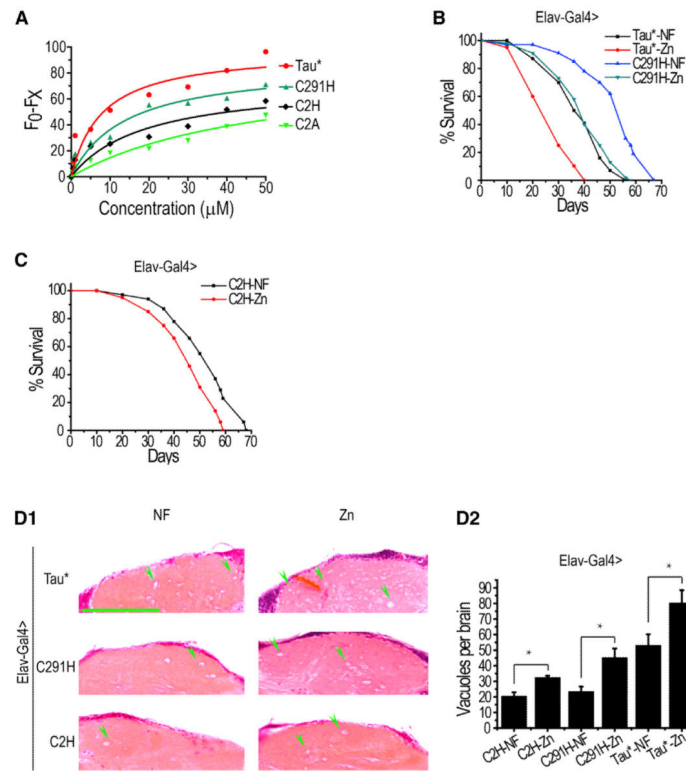 A
F0-FX
100
80
60
40
20
0
0 10 20 30 40 50
Concentration (μM)
Tau*
C291H
C2H
C2A
B
Elav-Gal4>
% Survival
100
80
60
40
20
0
0 10 20 30 40 50 60 70
Days
Tau*-NF
Tau*-Zn
C291H-NF
C291H-Zn
C
Elav-Gal4>
% Survival
100
80
60
40
20
0
0 10 20 30 40 50 60 70
Days
C2H-NF
C2H-Zn
D1
NF Zn
Elav-Gal4>
Tau*
C291H
C2H
D2
Elav-Gal4>
Vacuoles per brain
90
80
70
60
50
40
30
20
10
0
* * *
C2H-NF
C2H-Zn
C291H-NF
C291H-Zn
Tau*-NF
Tau*-Zn